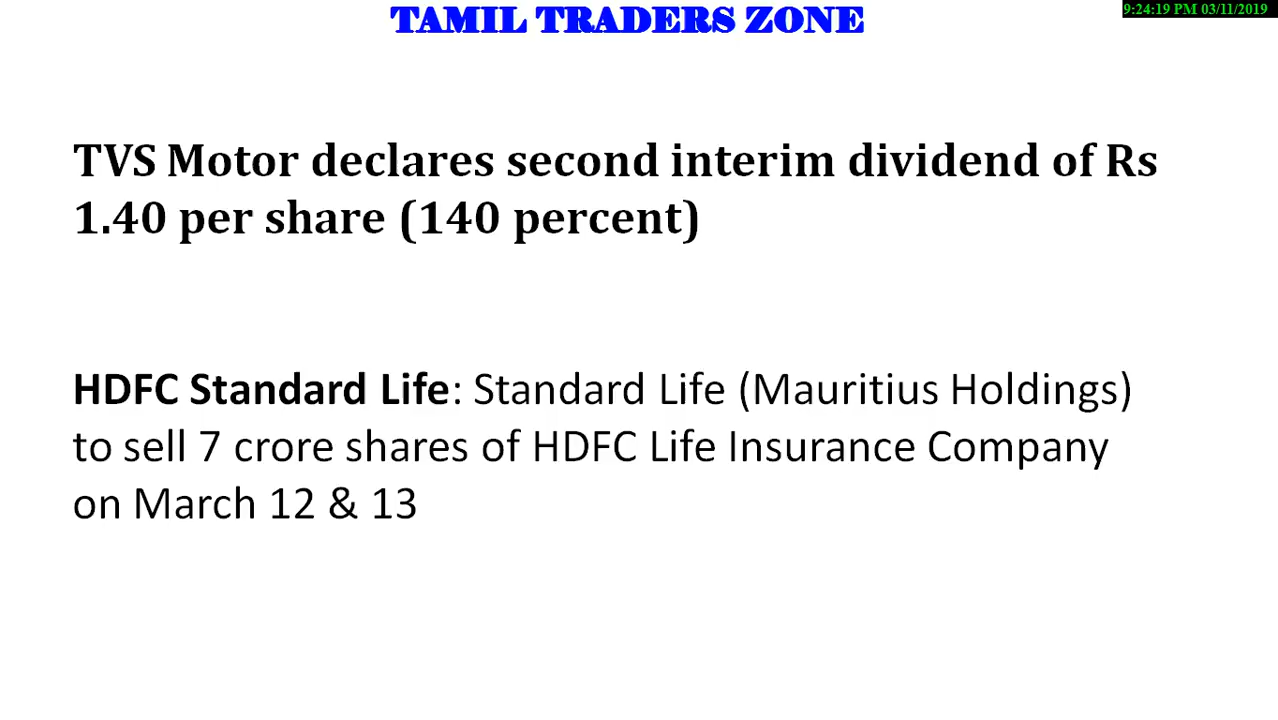 TAMIL TRADERS ZONE
9:24:19 PM 03/11/2019
TVS Motor declares second interim dividend of Rs
1.40 per share (140 percent)
HDFC Standard Life: Standard Life (Mauritius Holdings)
to sell 7 crore shares of HDFC Life Insurance Company
on March 12 & 13